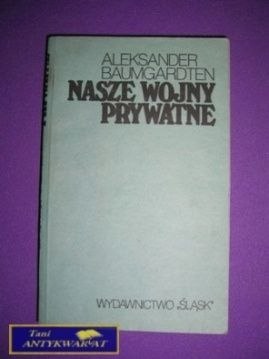 ALEKSANDER
BAUMGARDTEN
NASZE WOJNY
PRYWATNE
WYDAWNICTWO „ŚLĄSK”
Tani
ANTYKWARIAT